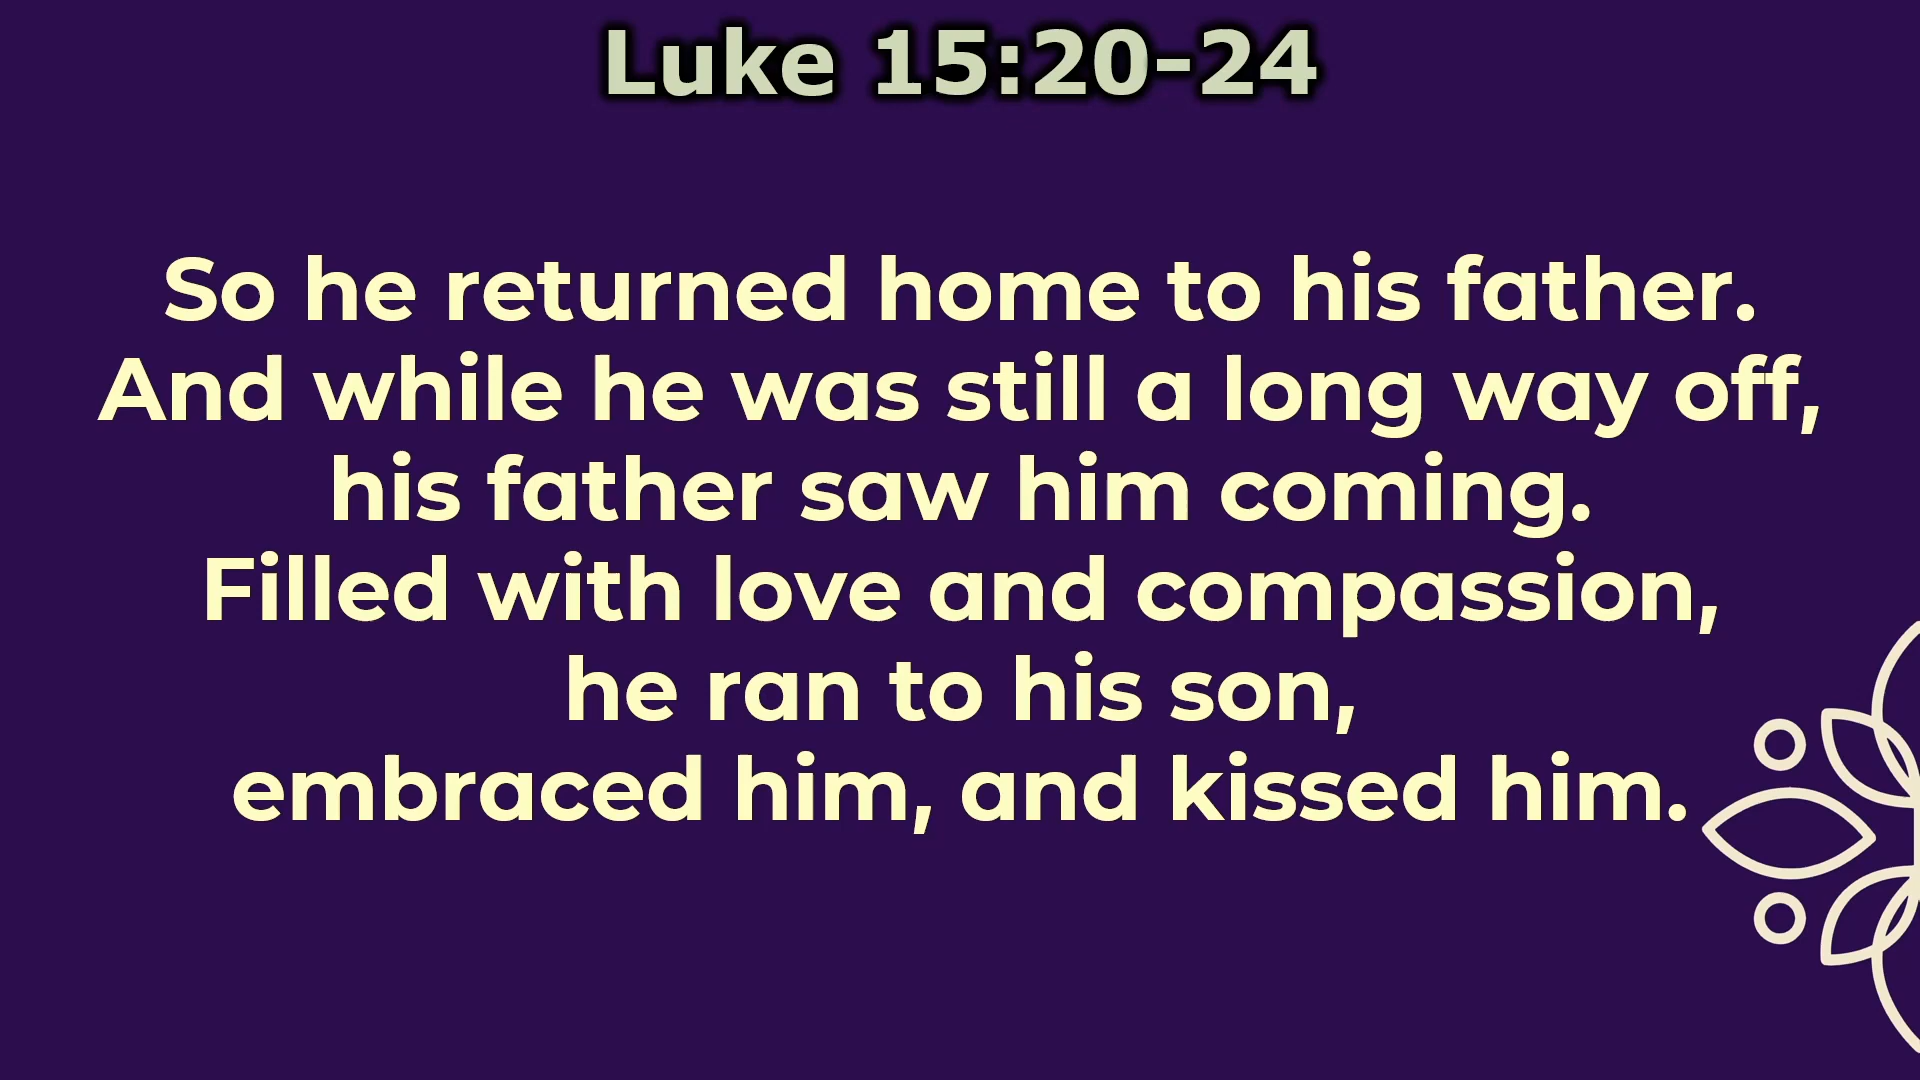 Luke 15:20-24
So he returned home to his father.
And while he was still a long way off,
his father saw him coming.
Filled with love and compassion,
he ran to his son,
embraced him, and kissed him.